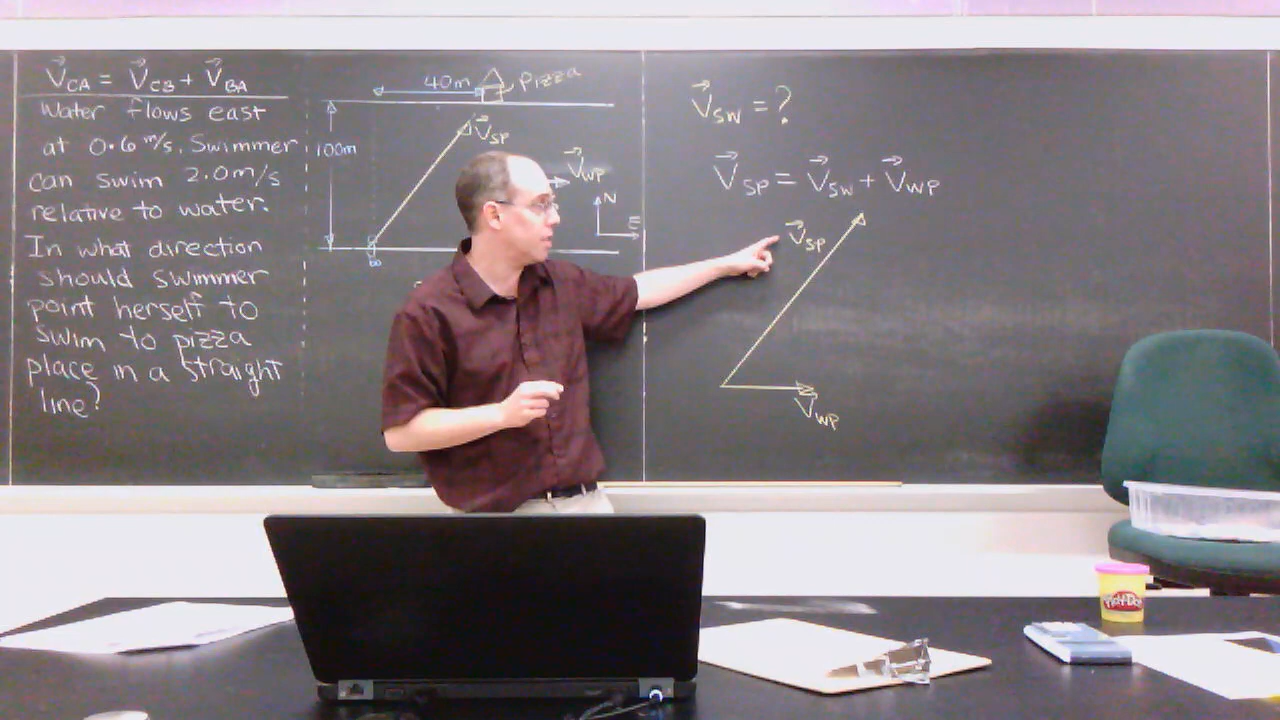 V⃗CA = V⃗CB + V⃗BA
Water flows east
at 0.6 m/s. Swimmer
can swim 2.0 m/s
relative to water.
In what direction
should swimmer
point herself to
swim to pizza
place in a straight
line?
40m
Pizza
V⃗SP
100m
V⃗WP
N
E
V⃗SW = ?
V⃗SP = V⃗SW + V⃗WP
V⃗SP
V⃗WP
Play-Doh